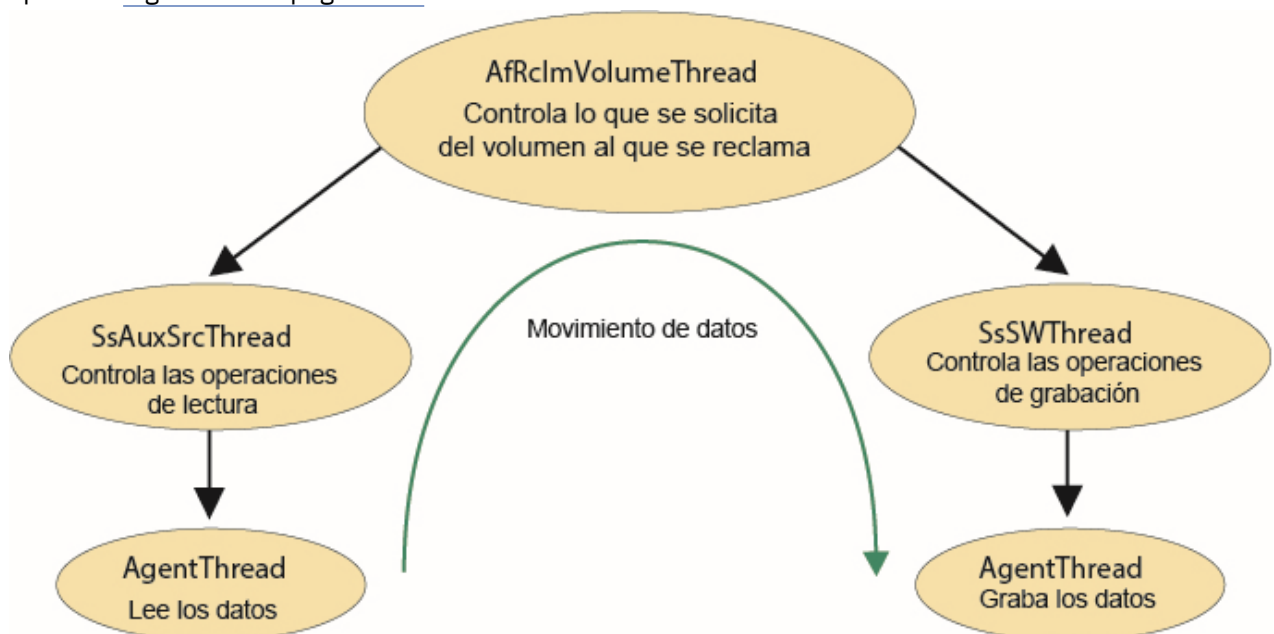 AfRclmVolumeThread
Controla lo que se solicita
del volumen al que se reclama
Movimiento de datos
SsAuxSrcThread
Controla las operaciones
de lectura
SsSWThread
Controla las operaciones
de grabación
AgentThread
Lee los datos
AgentThread
Graba los datos